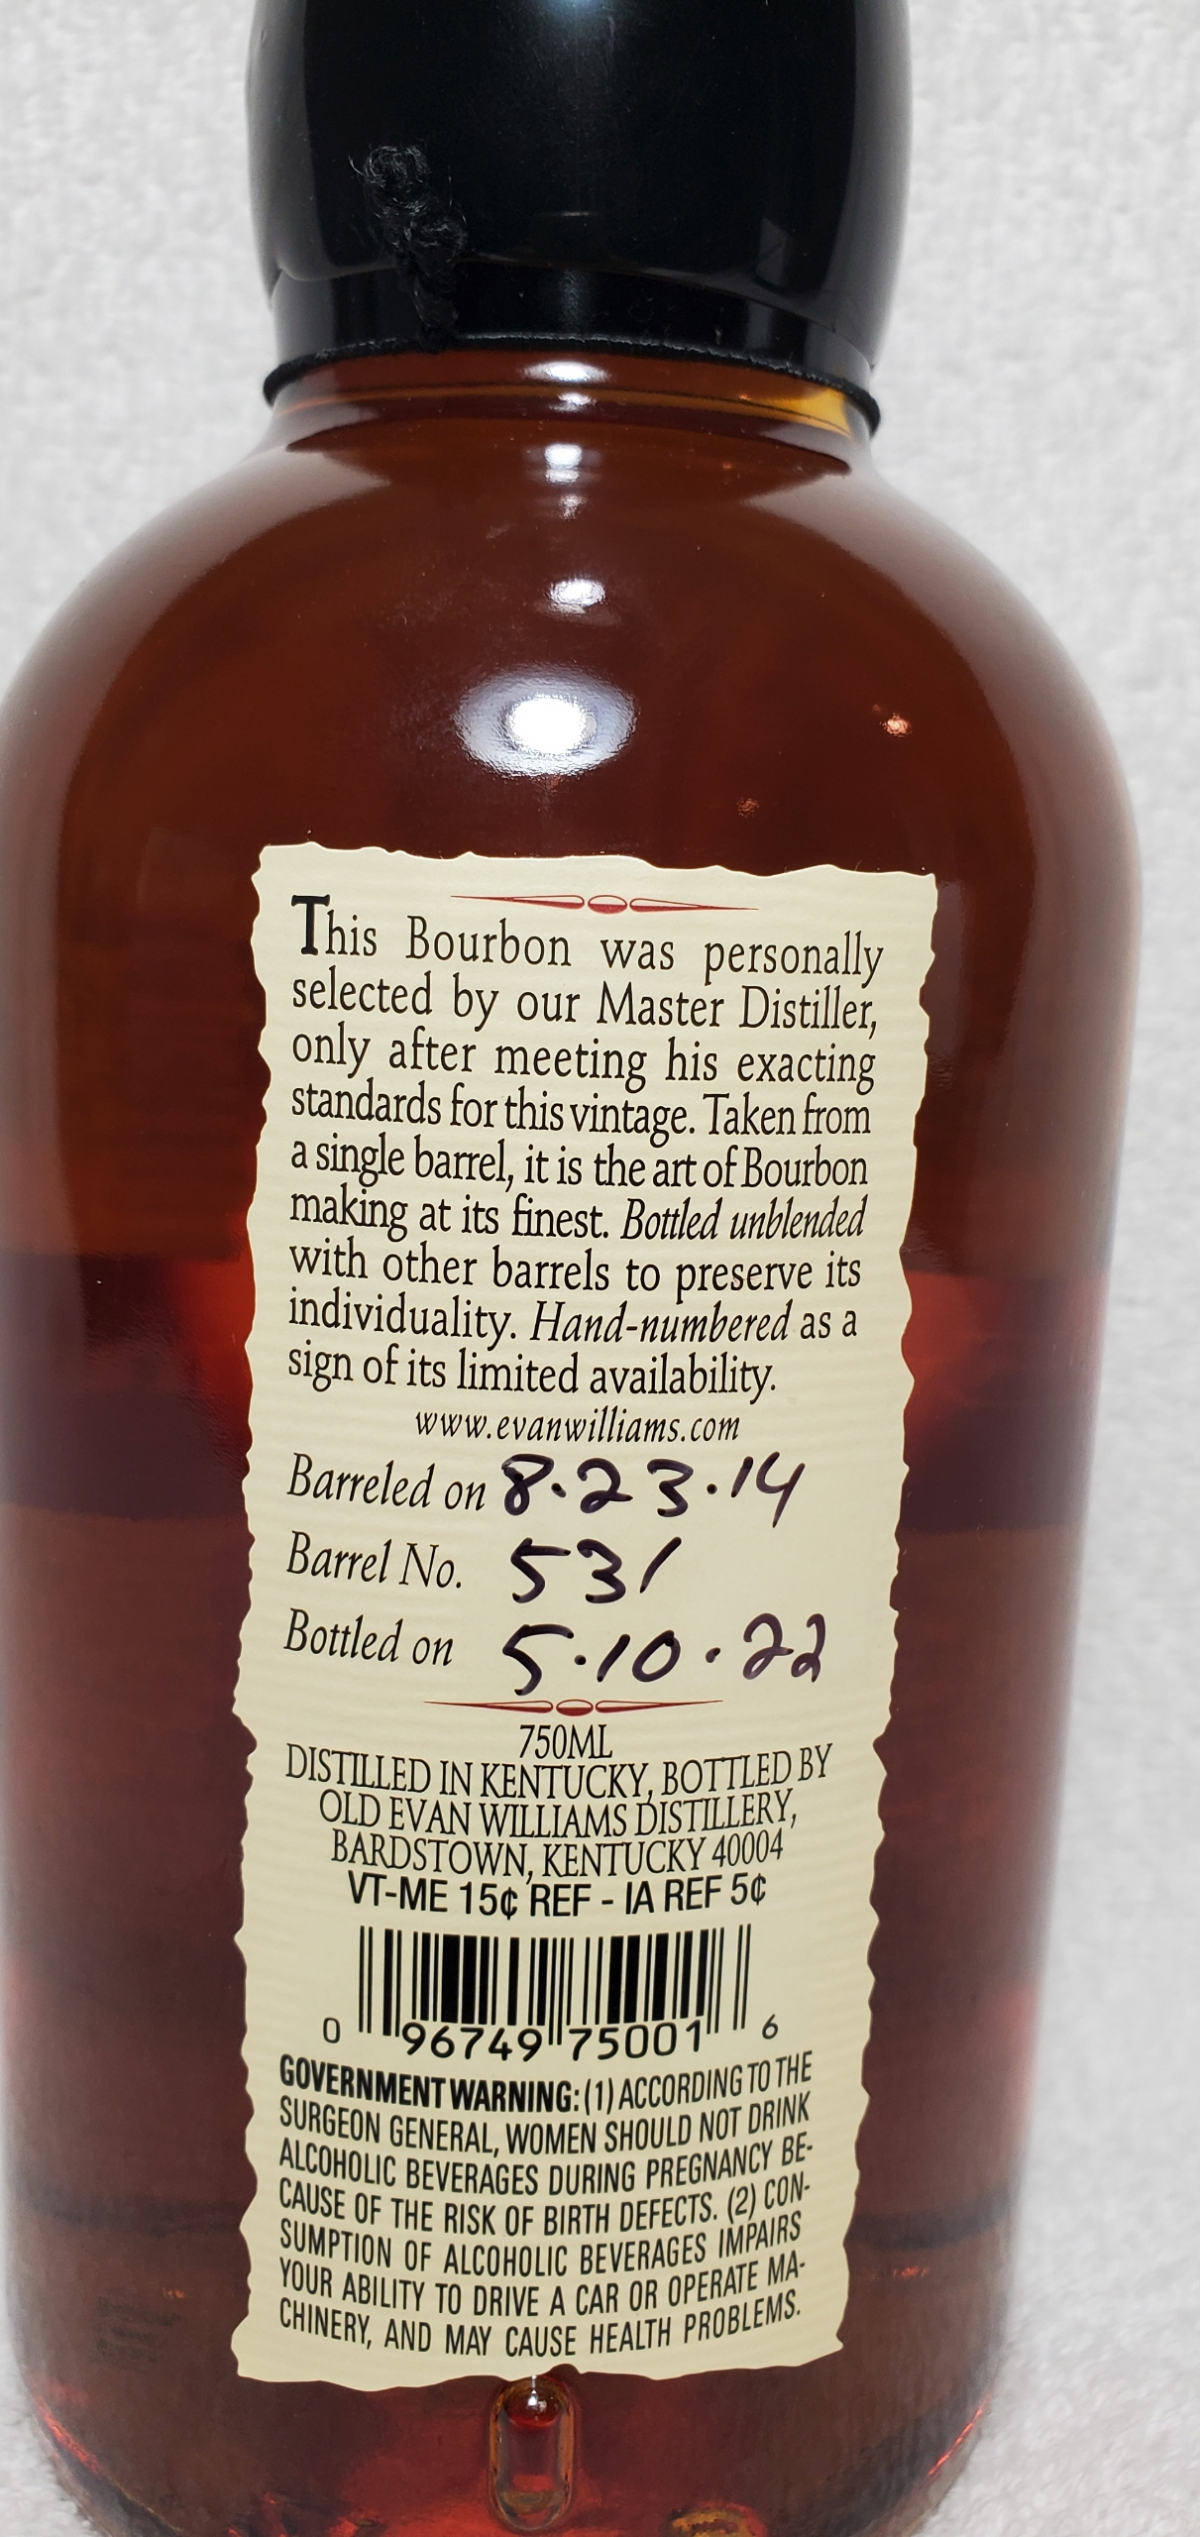 This Bourbon was personally
selected by our Master Distiller,
only after meeting his exacting
standards for this vintage. Taken from
a single barrel, it is the art of Bourbon
making at its finest. Bottled unblended
with other barrels to preserve its
individuality. Hand-numbered as a
sign of its limited availability.
www.evanwilliams.com
Barreled on 8·23·14
Barrel No. 531
Bottled on 5·10·22
750ML
DISTILLED IN KENTUCKY, BOTTLED BY
OLD EVAN WILLIAMS DISTILLERY,
BARDSTOWN, KENTUCKY 40004
VT-ME 15¢ REF - IA REF 5¢
0 96749 75001 6
GOVERNMENT WARNING: (1) ACCORDING TO THE
SURGEON GENERAL, WOMEN SHOULD NOT DRINK
ALCOHOLIC BEVERAGES DURING PREGNANCY BE-
CAUSE OF THE RISK OF BIRTH DEFECTS. (2) CON-
SUMPTION OF ALCOHOLIC BEVERAGES IMPAIRS
YOUR ABILITY TO DRIVE A CAR OR OPERATE MA-
CHINERY, AND MAY CAUSE HEALTH PROBLEMS.